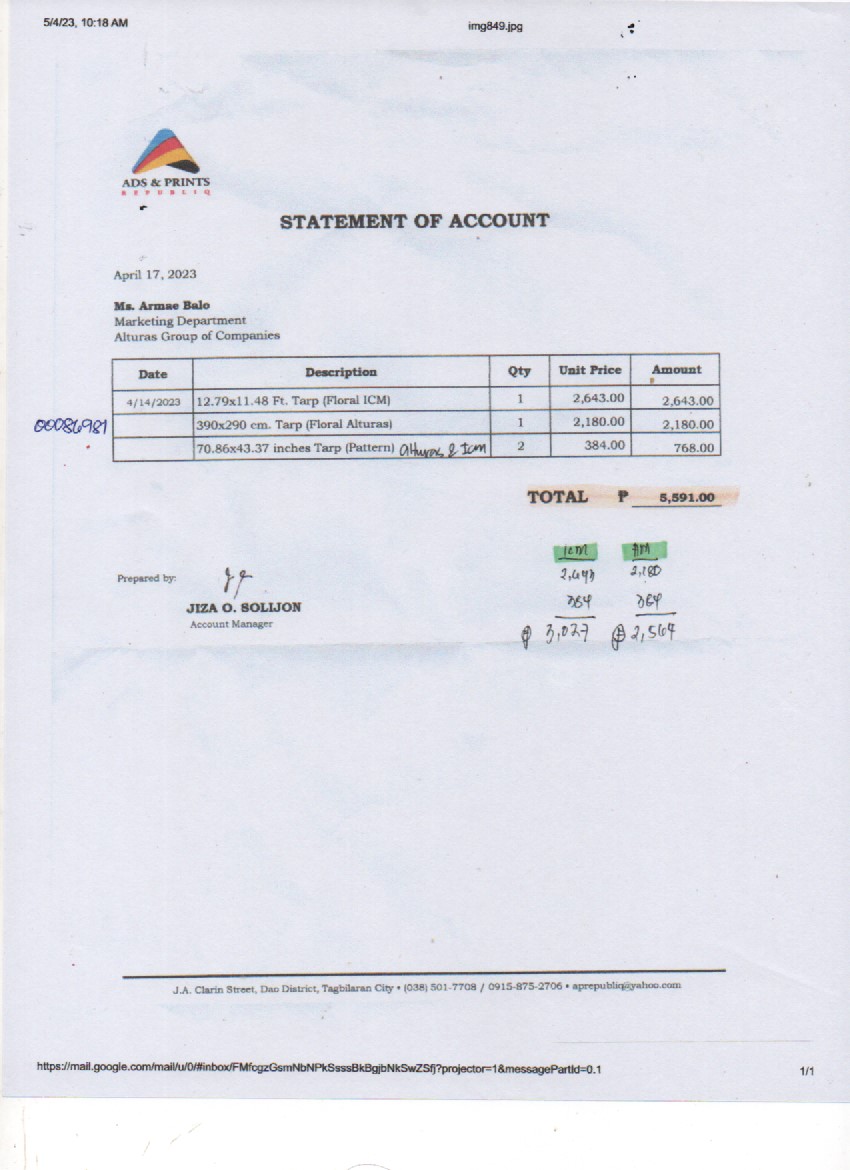 5/4/23, 10:18 AM img849.jpg
ADS & PRINTS
REPUBLIQ
STATEMENT OF ACCOUNT
April 17, 2023
Ms. Armae Balo
Marketing Department
Alturas Group of Companies
Date Description Qty Unit Price Amount
4/14/2023 12.79x11.48 Ft. Tarp (Floral ICM) 1 2,643.00 2,643.00
00086981 390x290 cm. Tarp (Floral Alturas) 1 2,180.00 2,180.00
70.86x43.37 inches Tarp (Pattern) Alturas & Icm 2 384.00 768.00
TOTAL ₱ 5,591.00
ICM AM
2,643 2,180
Prepared by:
384 384
JIZA O. SOLIJON
Account Manager
₱ 3,027 ₱ 2,564
J.A. Clarin Street, Dao District, Tagbilaran City • (038) 501-7708 / 0915-875-2706 • aprepubliq@yahoo.com
https://mail.google.com/mail/u/0/#inbox/FMfcgzGsmNbNPkSsssBkBgjbNkSwZSfj?projector=1&messagePartId=0.1 1/1